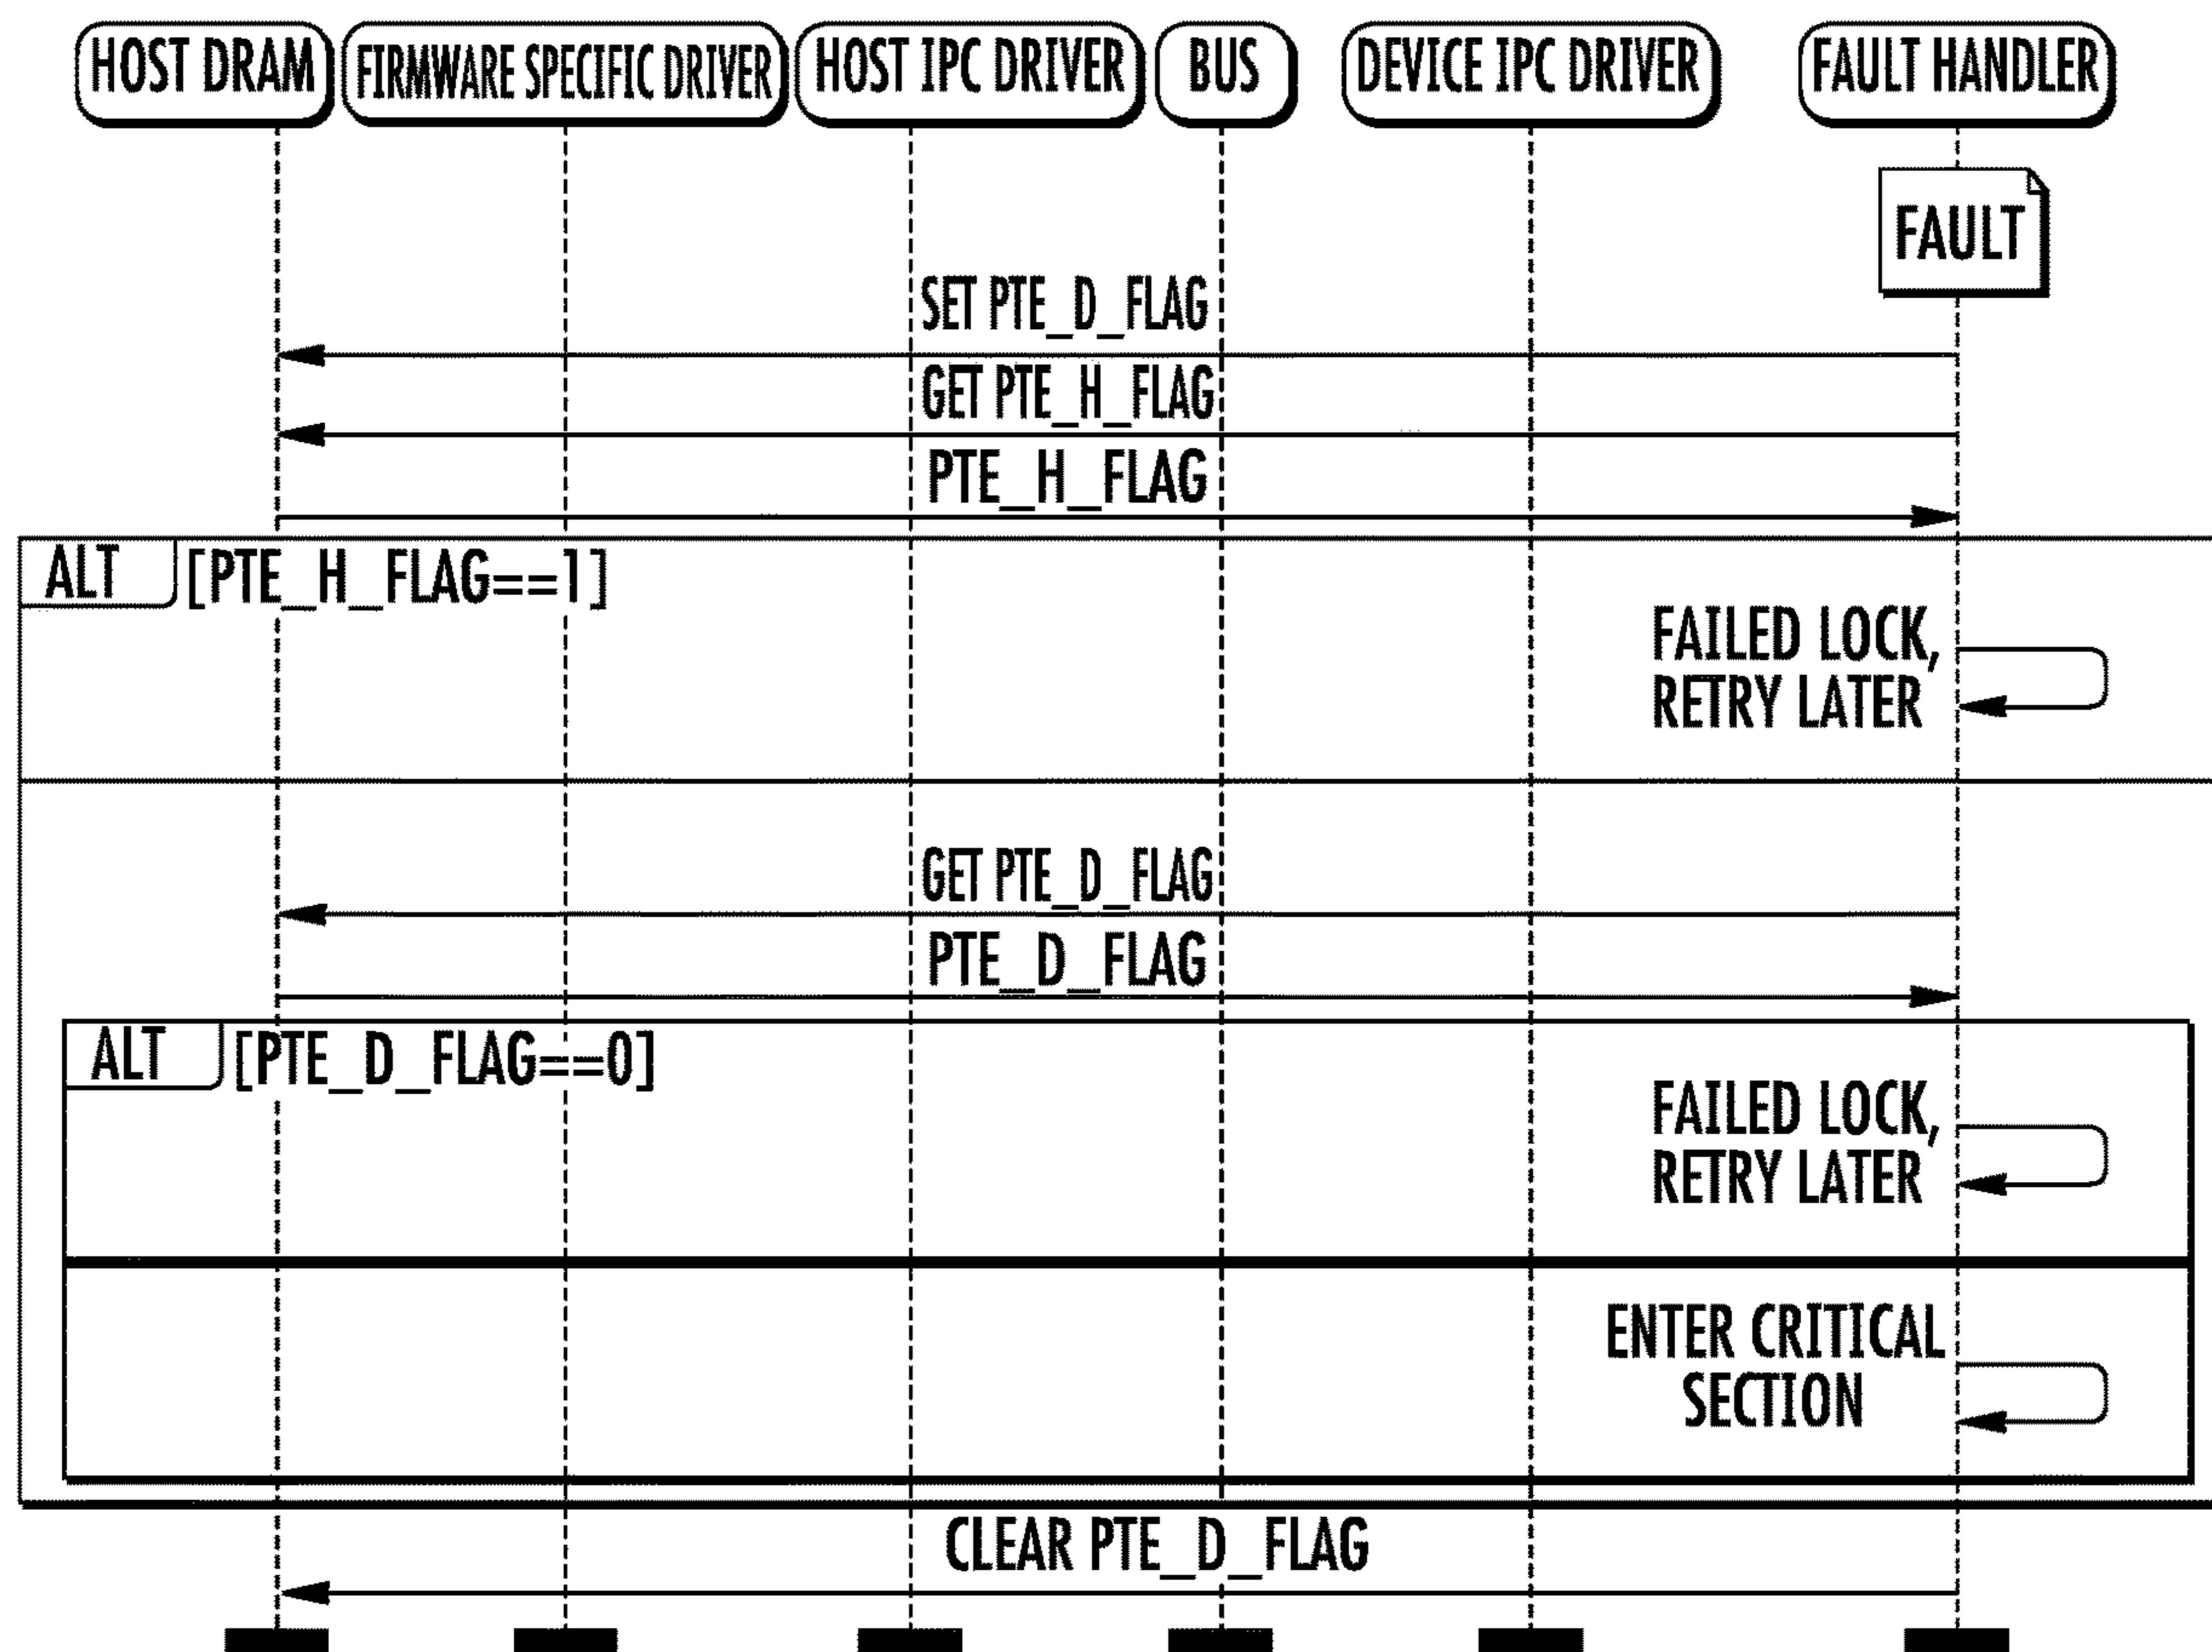 HOST DRAM
FIRMWARE SPECIFIC DRIVER
HOST IPC DRIVER
BUS
DEVICE IPC DRIVER
FAULT HANDLER
FAULT
SET PTE_D_FLAG
GET PTE_H_FLAG
PTE_H_FLAG
ALT
[PTE_H_FLAG==1]
FAILED LOCK,
RETRY LATER
GET PTE_D_FLAG
PTE_D_FLAG
ALT
[PTE_D_FLAG==0]
FAILED LOCK,
RETRY LATER
ENTER CRITICAL
SECTION
CLEAR PTE_D_FLAG